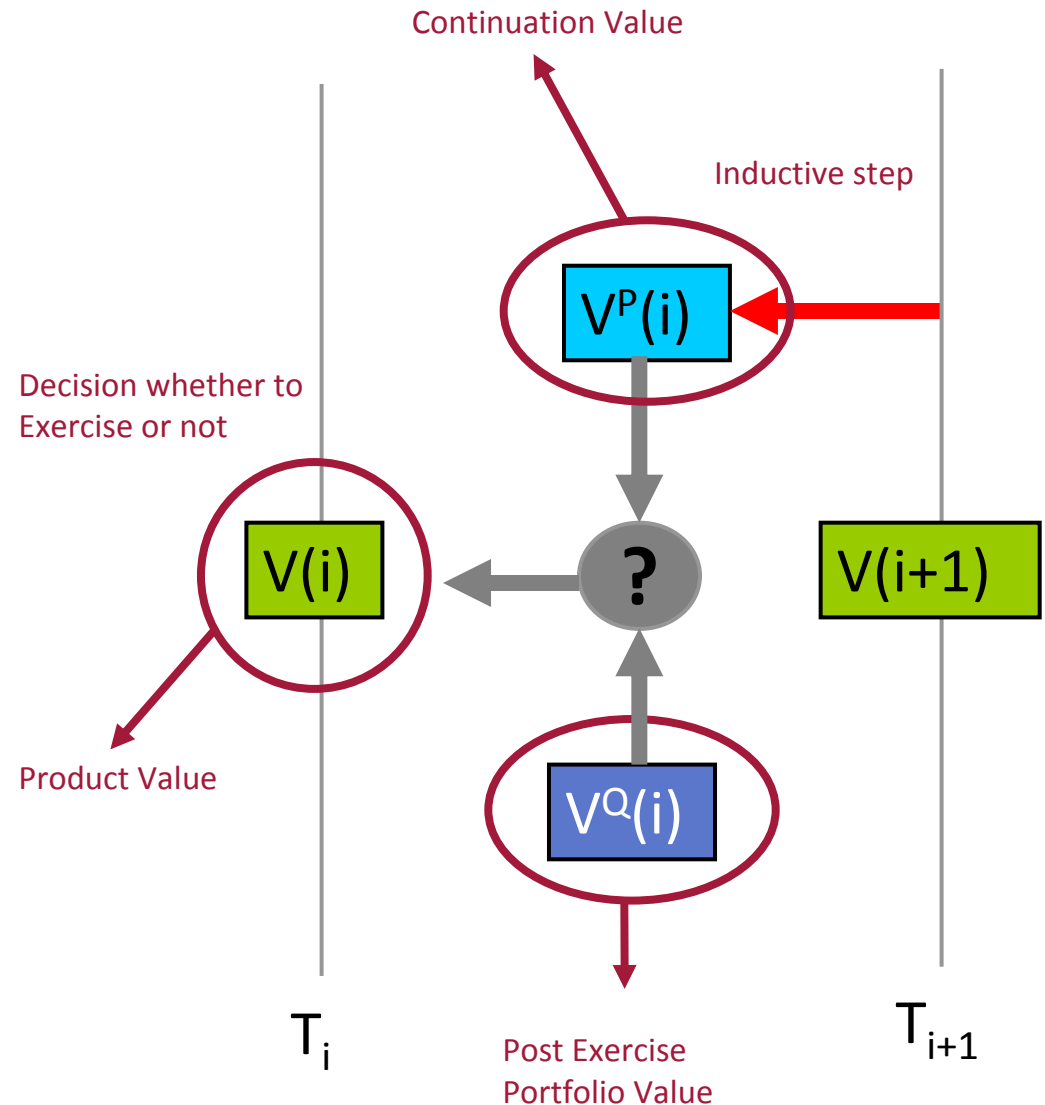 Continuation Value
Inductive step
V^P(i)
Decision whether to
Exercise or not
V(i)
?
V(i+1)
Product Value
V^Q(i)
T_i
T_{i+1}
Post Exercise
Portfolio Value